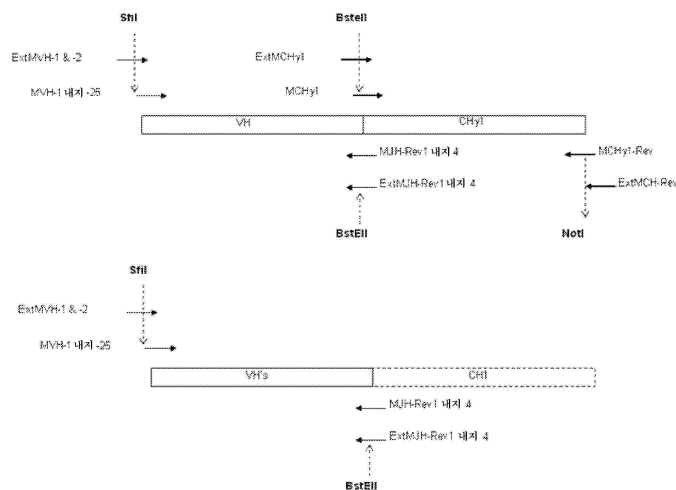 SfiI
BsteII
ExtMVH-1 & -2
ExtMCHγ1
MVH-1 내지 -25
MCHγ1
VH
CHγ1
MJH-Rev1 내지 4
MCHγ1-Rev
ExtMJH-Rev1 내지 4
ExtMCH-Rev
BstEII
NotI
SfiI
ExtMVH-1 & -2
MVH-1 내지 -25
VH's
CH1
MJH-Rev1 내지 4
ExtMJH-Rev1 내지 4
BstEII